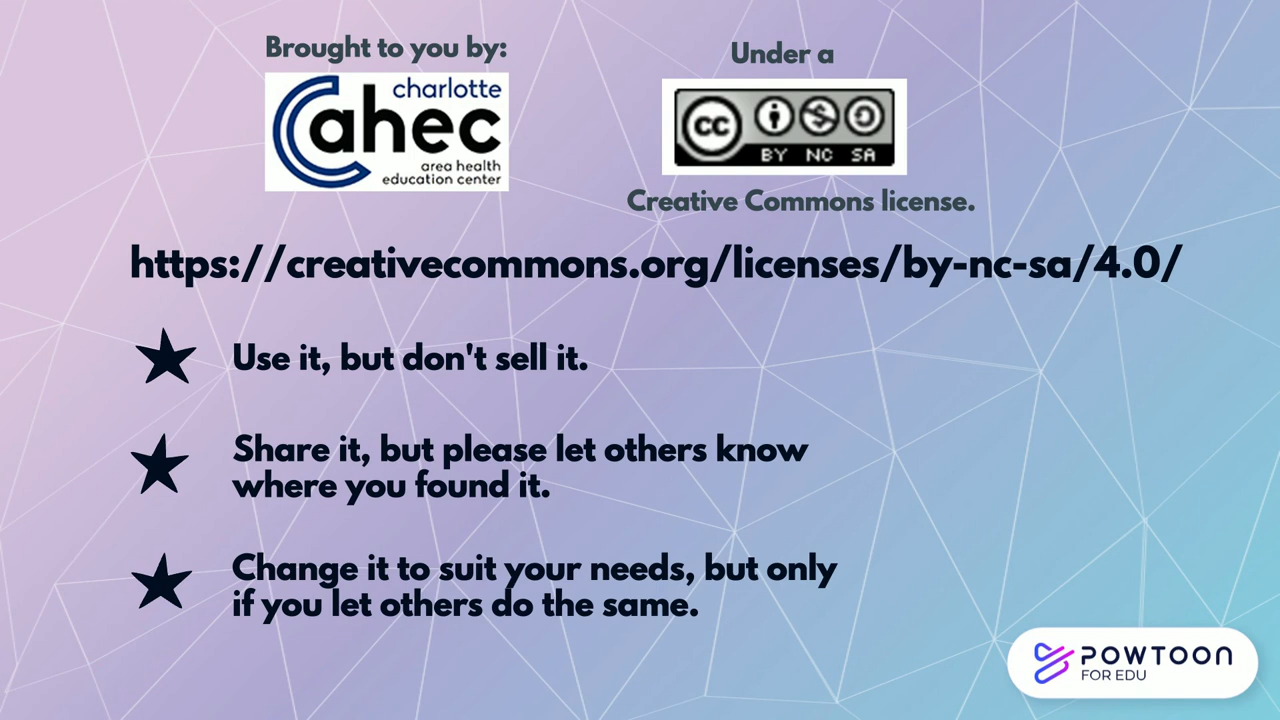 Brought to you by:
charlotte
ahec
area health
education center
Under a
cc
BY NC SA
Creative Commons license.
https://creativecommons.org/licenses/by-nc-sa/4.0/
Use it, but don't sell it.
Share it, but please let others know
where you found it.
Change it to suit your needs, but only
if you let others do the same.
POWTOON
FOR EDU